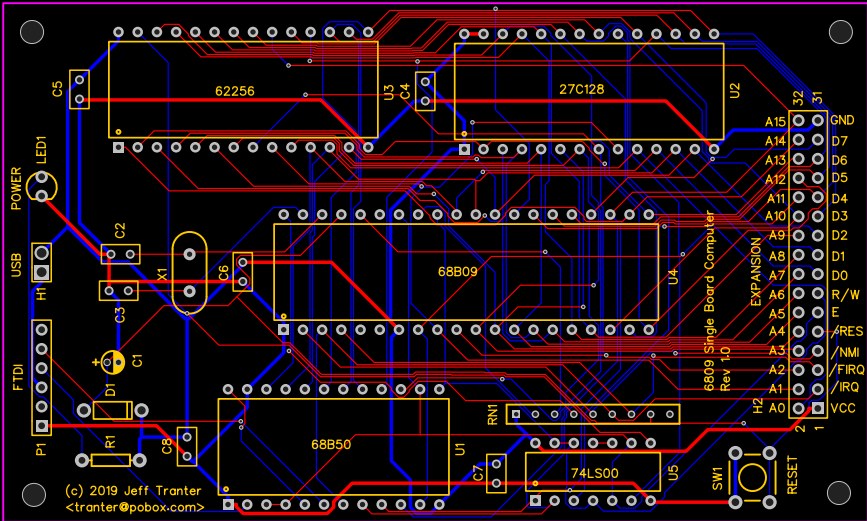 62256
U3
C5
C4
27C128
U2
32 31
A15 GND
A14 D7
A13 D6
A12 D5
A11 D4
A10 D3
A9 D2
A8 D1
A7 D0
A6 R/W
A5 E
A4 /RES
A3 /NMI
A2 /FIRQ
A1 /IRQ
A0 VCC
2 1
H2
EXPANSION
LED1
POWER
USB
H1
C2
C3
X1
C6
68B09
U4
6809 Single Board Computer
Rev 1.0
FTDI
P1
+
C1
D1
R1
C8
68B50
U1
RN1
C7
74LS00
U5
SW1
RESET
(c) 2019 Jeff Tranter
<tranter@pobox.com>